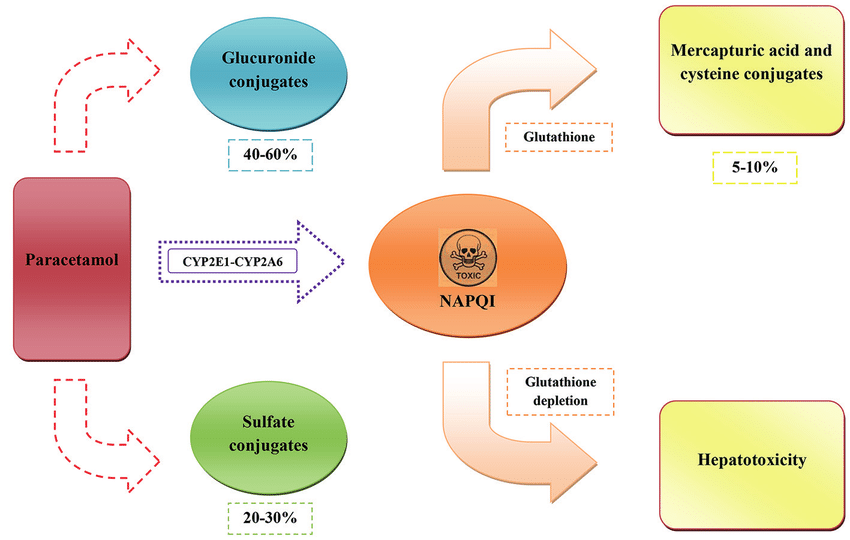 Glucuronide
conjugates
40-60%
Mercapturic acid and
cysteine conjugates
5-10%
Glutathione
Paracetamol
CYP2E1-CYP2A6
TOXIC
NAPQI
Glutathione
depletion
Sulfate
conjugates
20-30%
Hepatotoxicity